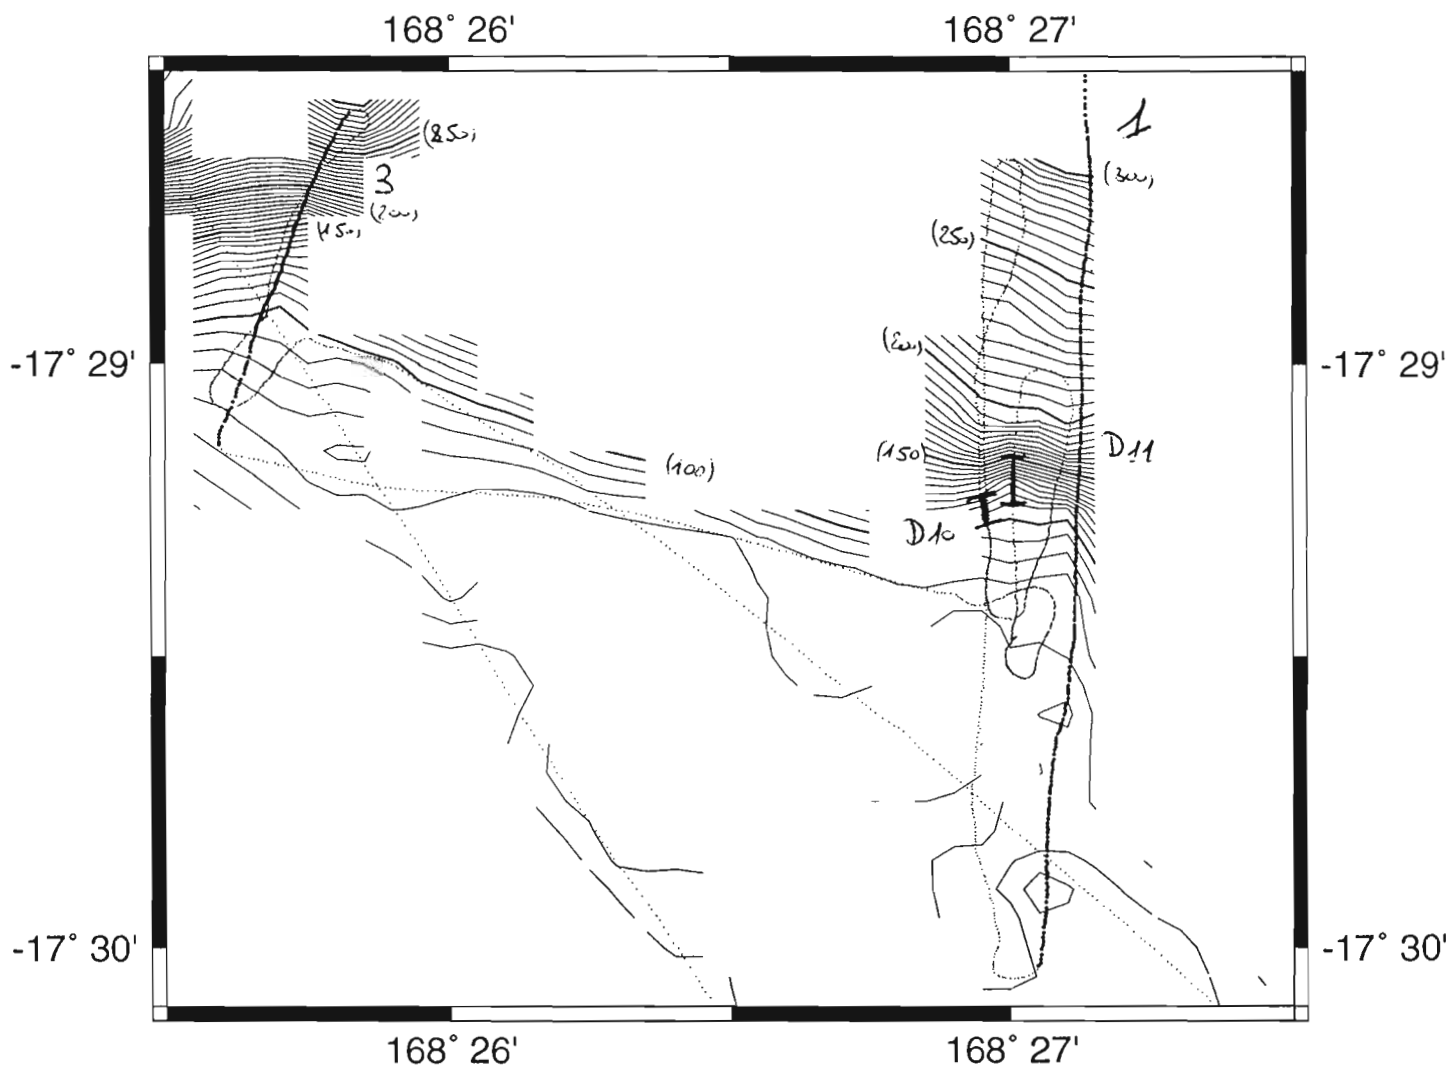 168° 26' 168° 27'
1
(250)
3
(300)
(200)
(150)
(250)
(200)
-17° 29' -17° 29'
D11
(150)
(100)
D10
-17° 30' -17° 30'
168° 26' 168° 27'